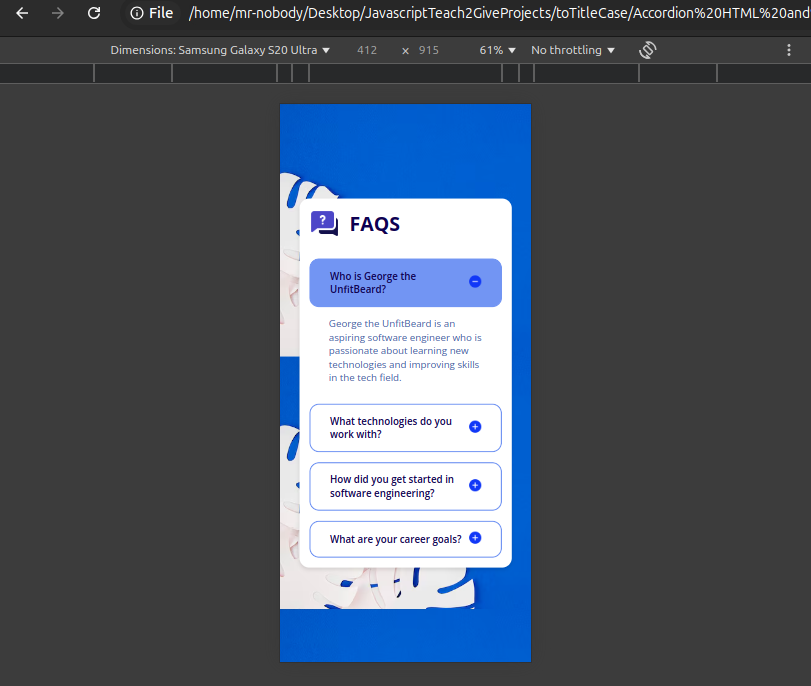 File /home/mr-nobody/Desktop/JavascriptTeach2GiveProjects/toTitleCase/Accordion%20HTML%20and
Dimensions: Samsung Galaxy S20 Ultra 412 × 915 61% No throttling
? FAQS
Who is George the
UnfitBeard?
George the UnfitBeard is an
aspiring software engineer who is
passionate about learning new
technologies and improving skills
in the tech field.
What technologies do you
work with?
How did you get started in
software engineering?
What are your career goals?